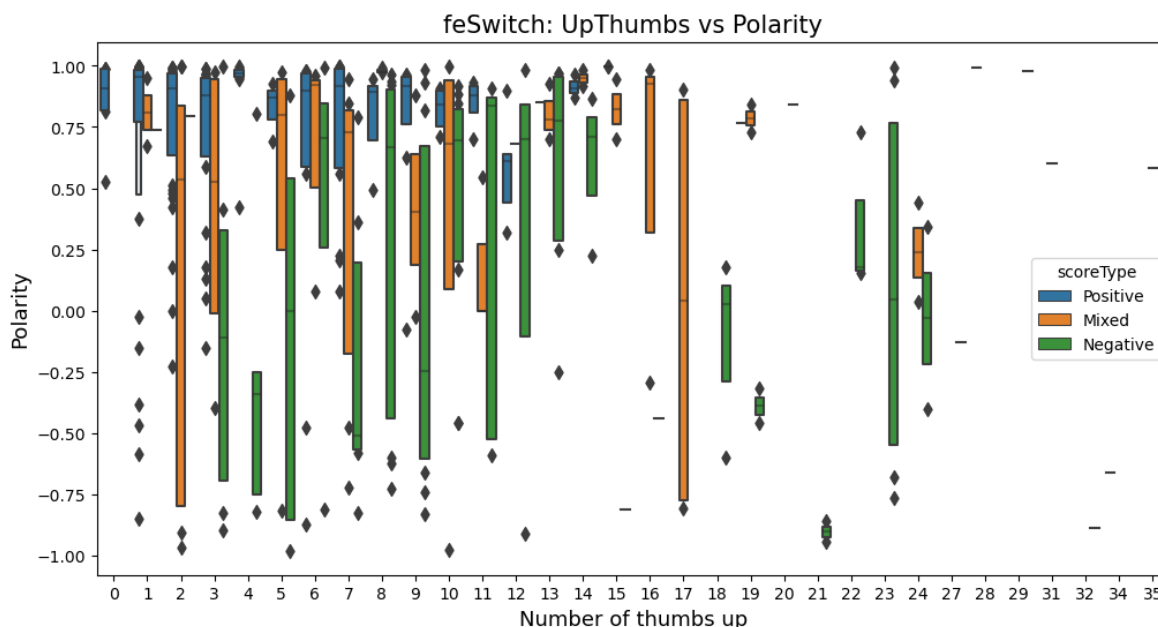 feSwitch: UpThumbs vs Polarity
1.00
0.75
0.50
0.25
0.00
−0.25
−0.50
−0.75
−1.00
Polarity
scoreType
Positive
Mixed
Negative
0 1 2 3 4 5 6 7 8 9 10 11 12 13 14 15 16 17 18 19 20 21 22 23 24 27 28 29 31 32 34 35
Number of thumbs up